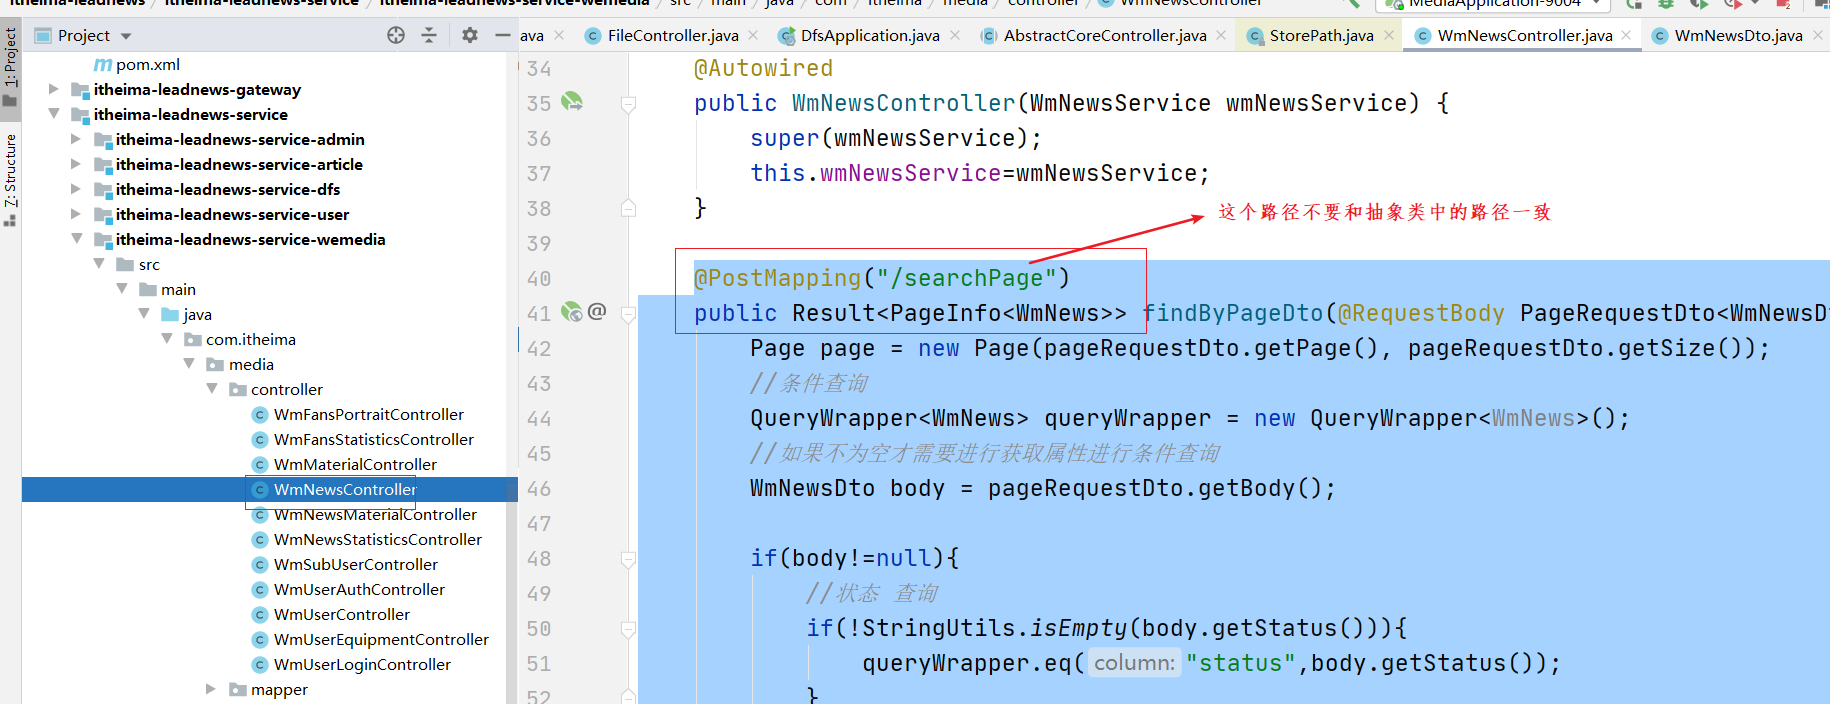 itheima-leadnews / itheima-leadnews-service / itheima-leadnews-service-wemedia / src / main / java / com / itheima / media / controller / WmNewsController
MediaApplication-9004
Project
ava
FileController.java
DfsApplication.java
AbstractCoreController.java
StorePath.java
WmNewsController.java
WmNewsDto.java
1: Project
Z: Structure
pom.xml
itheima-leadnews-gateway
itheima-leadnews-service
itheima-leadnews-service-admin
itheima-leadnews-service-article
itheima-leadnews-service-dfs
itheima-leadnews-service-user
itheima-leadnews-service-wemedia
src
main
java
com.itheima
media
controller
WmFansPortraitController
WmFansStatisticsController
WmMaterialController
WmNewsController
WmNewsMaterialController
WmNewsStatisticsController
WmSubUserController
WmUserAuthController
WmUserController
WmUserEquipmentController
WmUserLoginController
mapper
34 @Autowired
35 public WmNewsController(WmNewsService wmNewsService) {
36 super(wmNewsService);
37 this.wmNewsService=wmNewsService;
38 }
这个路径不要和抽象类中的路径一致
39
40 @PostMapping("/searchPage")
41 @ public Result<PageInfo<WmNews>> findByPageDto(@RequestBody PageRequestDto<WmNewsDt
42 Page page = new Page(pageRequestDto.getPage(), pageRequestDto.getSize());
43 //条件查询
44 QueryWrapper<WmNews> queryWrapper = new QueryWrapper<WmNews>();
45 //如果不为空才需要进行获取属性进行条件查询
46 WmNewsDto body = pageRequestDto.getBody();
47
48 if(body!=null){
49 //状态 查询
50 if(!StringUtils.isEmpty(body.getStatus())){
51 queryWrapper.eq( column: "status",body.getStatus());
52 }